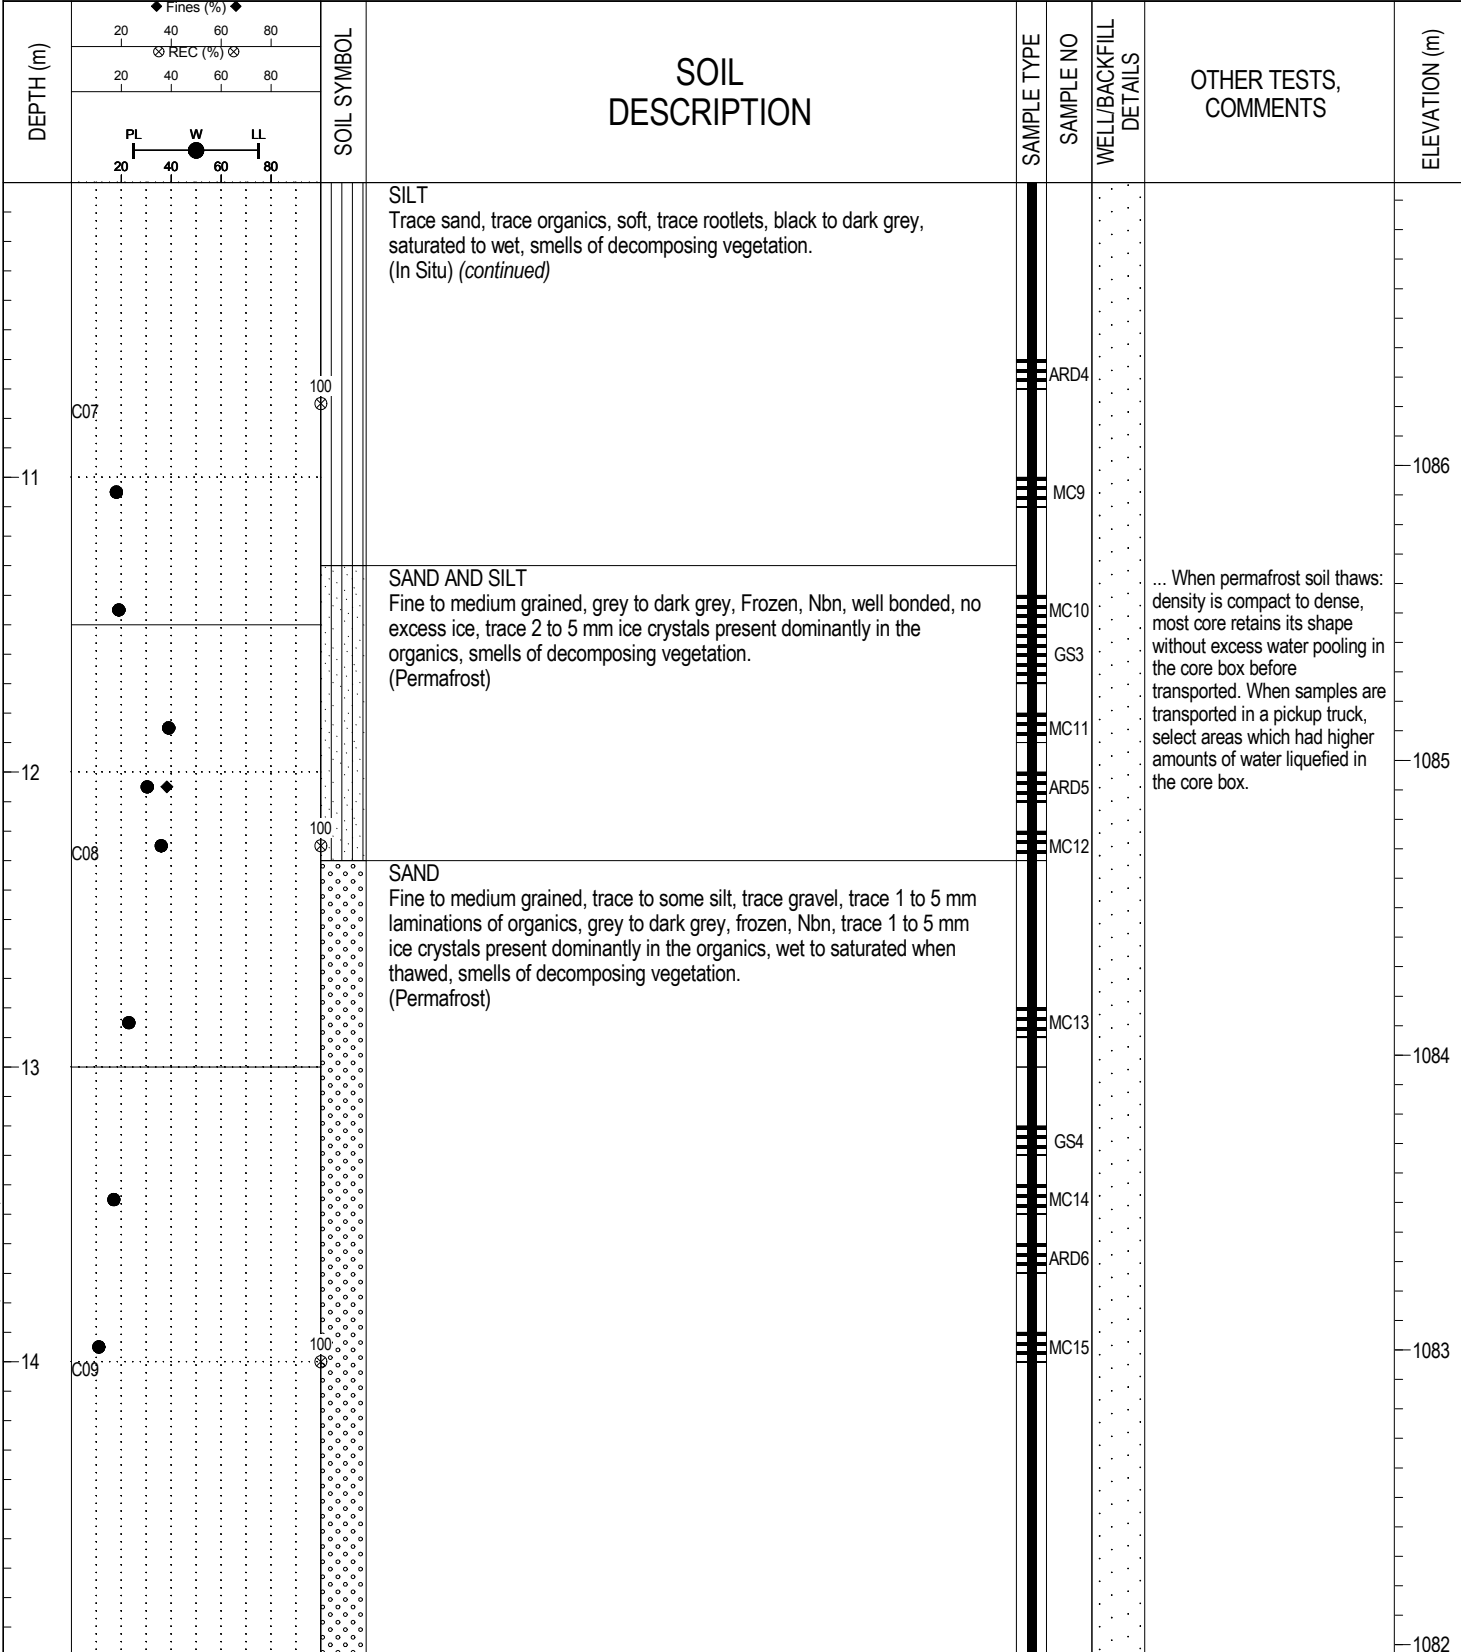 DEPTH (m)
◆ Fines (%) ◆
20 40 60 80
⊗ REC (%) ⊗
20 40 60 80
PL W LL
20 40 60 80
SOIL SYMBOL
SOIL
DESCRIPTION
SAMPLE TYPE
SAMPLE NO
WELL/BACKFILL
DETAILS
OTHER TESTS,
COMMENTS
ELEVATION (m)
SILT
Trace sand, trace organics, soft, trace rootlets, black to dark grey,
saturated to wet, smells of decomposing vegetation.
(In Situ) (continued)
ARD4
100
C07
11
1086
MC9
SAND AND SILT
Fine to medium grained, grey to dark grey, Frozen, Nbn, well bonded, no
excess ice, trace 2 to 5 mm ice crystals present dominantly in the
organics, smells of decomposing vegetation.
(Permafrost)
MC10
GS3
MC11
... When permafrost soil thaws:
density is compact to dense,
most core retains its shape
without excess water pooling in
the core box before
transported. When samples are
transported in a pickup truck,
select areas which had higher
amounts of water liquefied in
the core box.
12
1085
ARD5
100
C08
MC12
SAND
Fine to medium grained, trace to some silt, trace gravel, trace 1 to 5 mm
laminations of organics, grey to dark grey, frozen, Nbn, trace 1 to 5 mm
ice crystals present dominantly in the organics, wet to saturated when
thawed, smells of decomposing vegetation.
(Permafrost)
MC13
13
1084
GS4
MC14
ARD6
100
MC15
14
1083
C09
1082